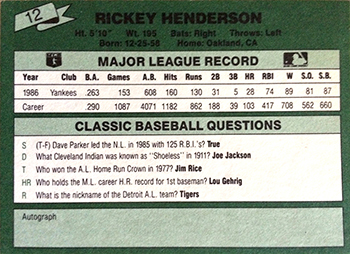 12
RICKEY HENDERSON
Ht. 5'10" Wt. 195 Bats: Right Throws: Left
Born: 12-25-58 Home: Oakland, CA
MAJOR LEAGUE RECORD
Year Club B.A. Games A.B. Hits Runs 2B 3B HR RBI W S.O. S.B.
1986 Yankees .263 153 608 160 130 31 5 28 74 89 81 87
Career .290 1087 4071 1182 862 188 39 103 417 708 562 660
CLASSIC BASEBALL QUESTIONS
S (T-F) Dave Parker led the N.L. in 1985 with 125 R.B.I.'s? True
D What Cleveland Indian was known as "Shoeless" in 1911? Joe Jackson
T Who won the A.L. Home Run Crown in 1977? Jim Rice
HR Who holds the M.L. career H.R. record for 1st baseman? Lou Gehrig
R What is the nickname of the Detroit A.L. team? Tigers
Autograph